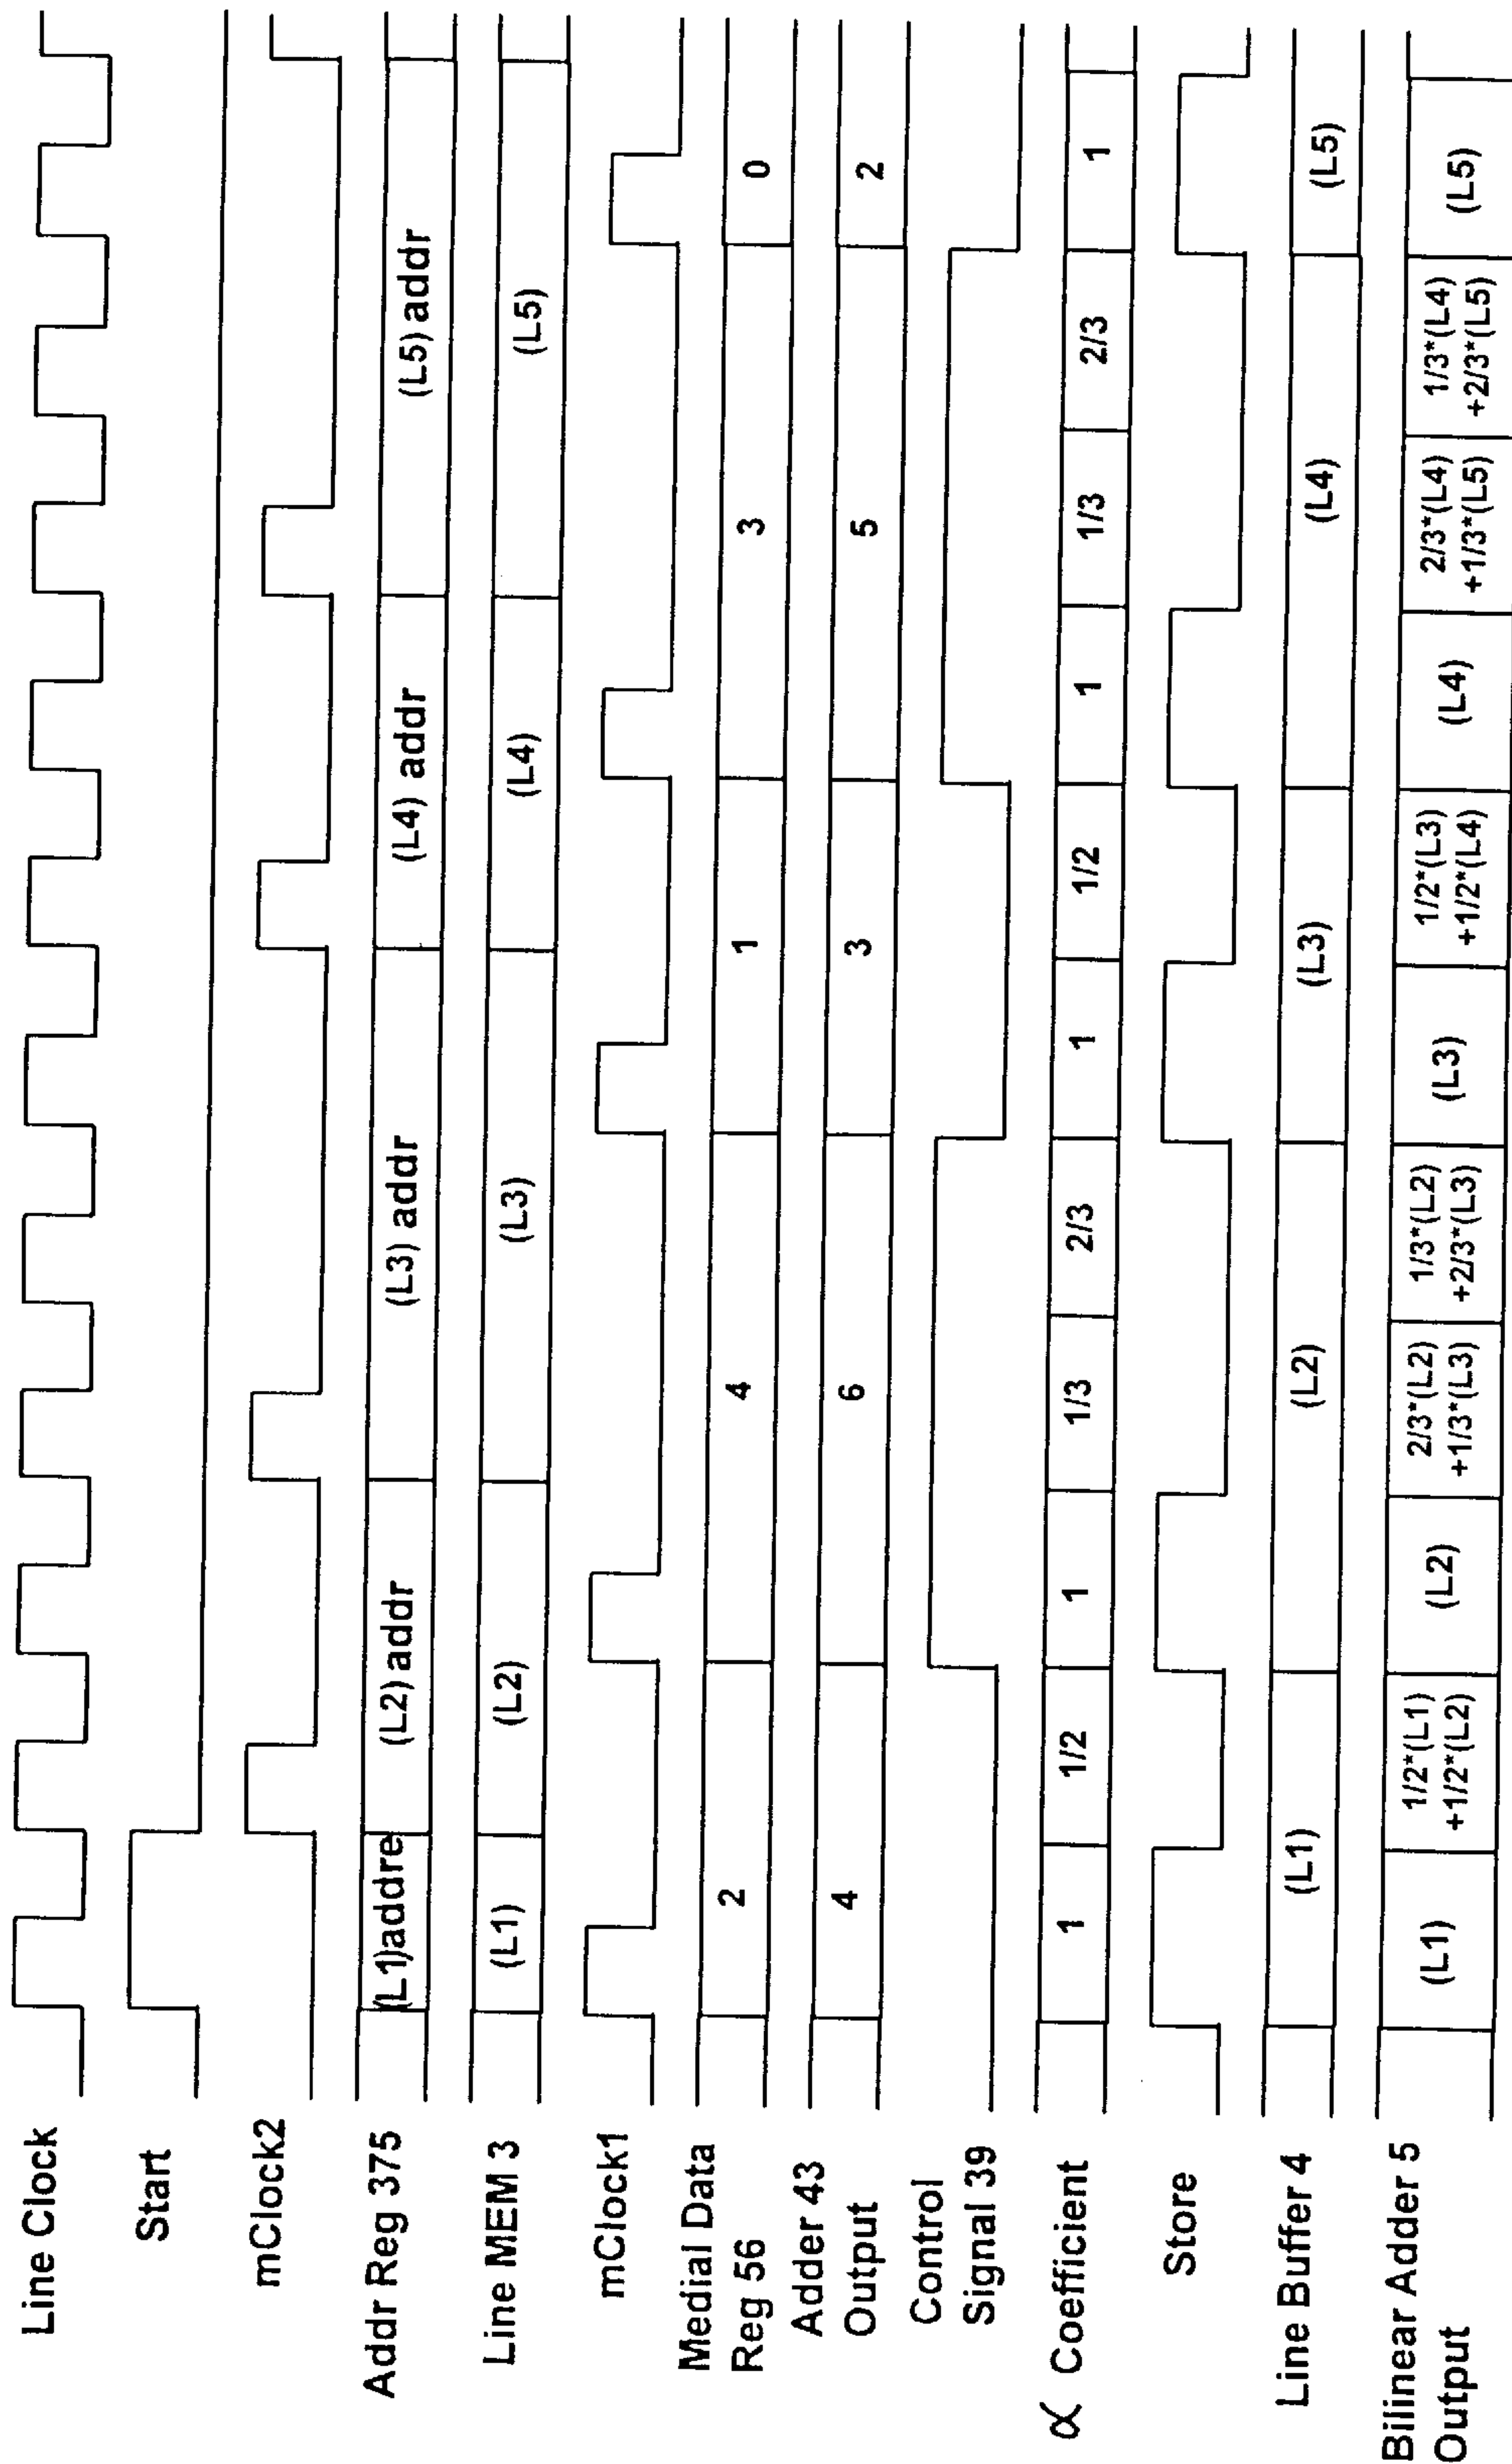 Line Clock
Start
mClock2
Addr Reg 375
(L1)addre
(L2) addr
(L3) addr
(L4) addr
(L5) addr
Line MEM 3
(L1)
(L2)
(L3)
(L4)
(L5)
mClock1
Medial Data
Reg 56
2
4
1
3
0
Adder 43
Output
4
6
3
5
2
Control
Signal 39
∝ Coefficient
1
1/2
1
1/3
2/3
1
1/2
1
1/3
2/3
1
Store
Line Buffer 4
(L1)
(L2)
(L3)
(L4)
(L5)
Bilinear Adder 5
Output
(L1)
1/2*(L1)
+1/2*(L2)
(L2)
2/3*(L2)
+1/3*(L3)
1/3*(L2)
+2/3*(L3)
(L3)
1/2*(L3)
+1/2*(L4)
(L4)
2/3*(L4)
+1/3*(L5)
1/3*(L4)
+2/3*(L5)
(L5)